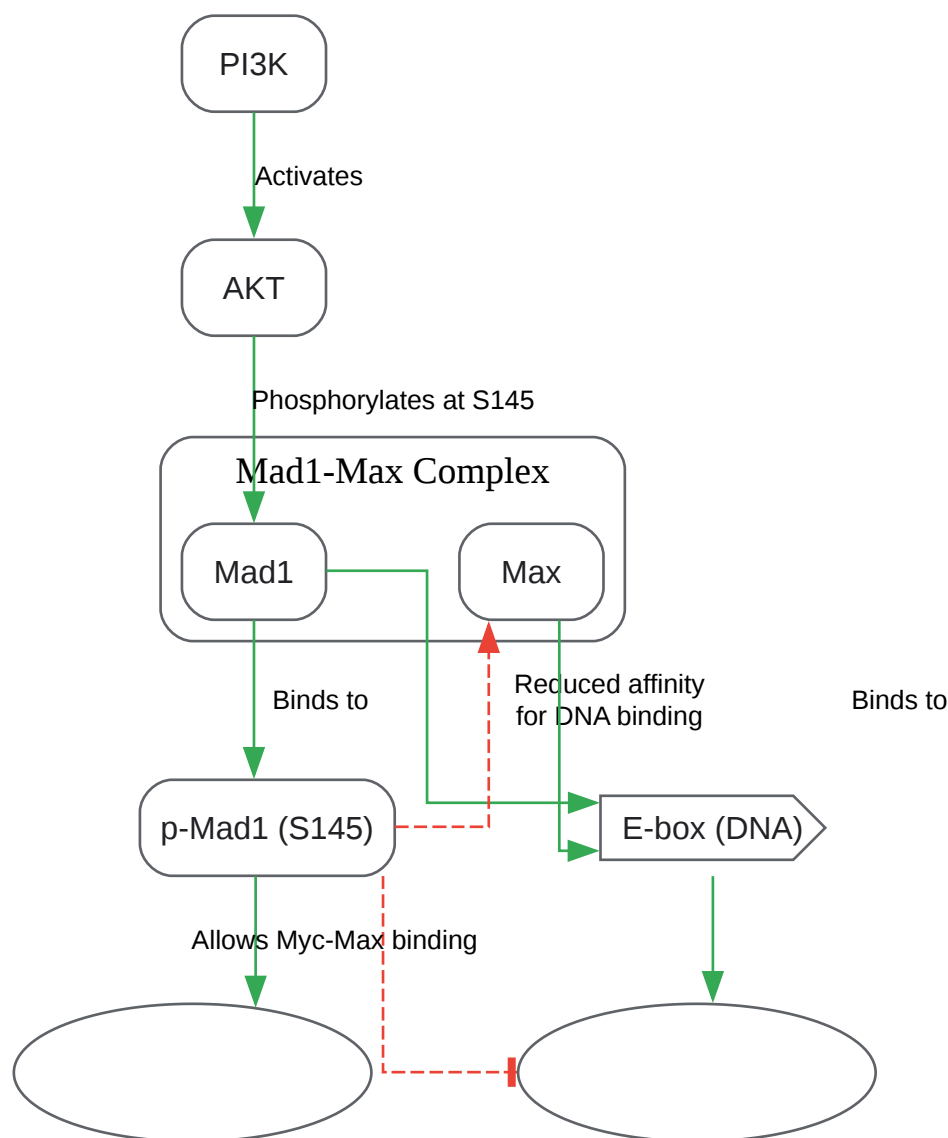 PI3K
Activates
AKT
Phosphorylates at S145
Mad1-Max Complex
Mad1
Max
Binds to
Reduced affinity
for DNA binding
Binds to
p-Mad1 (S145)
E-box (DNA)
Allows Myc-Max binding